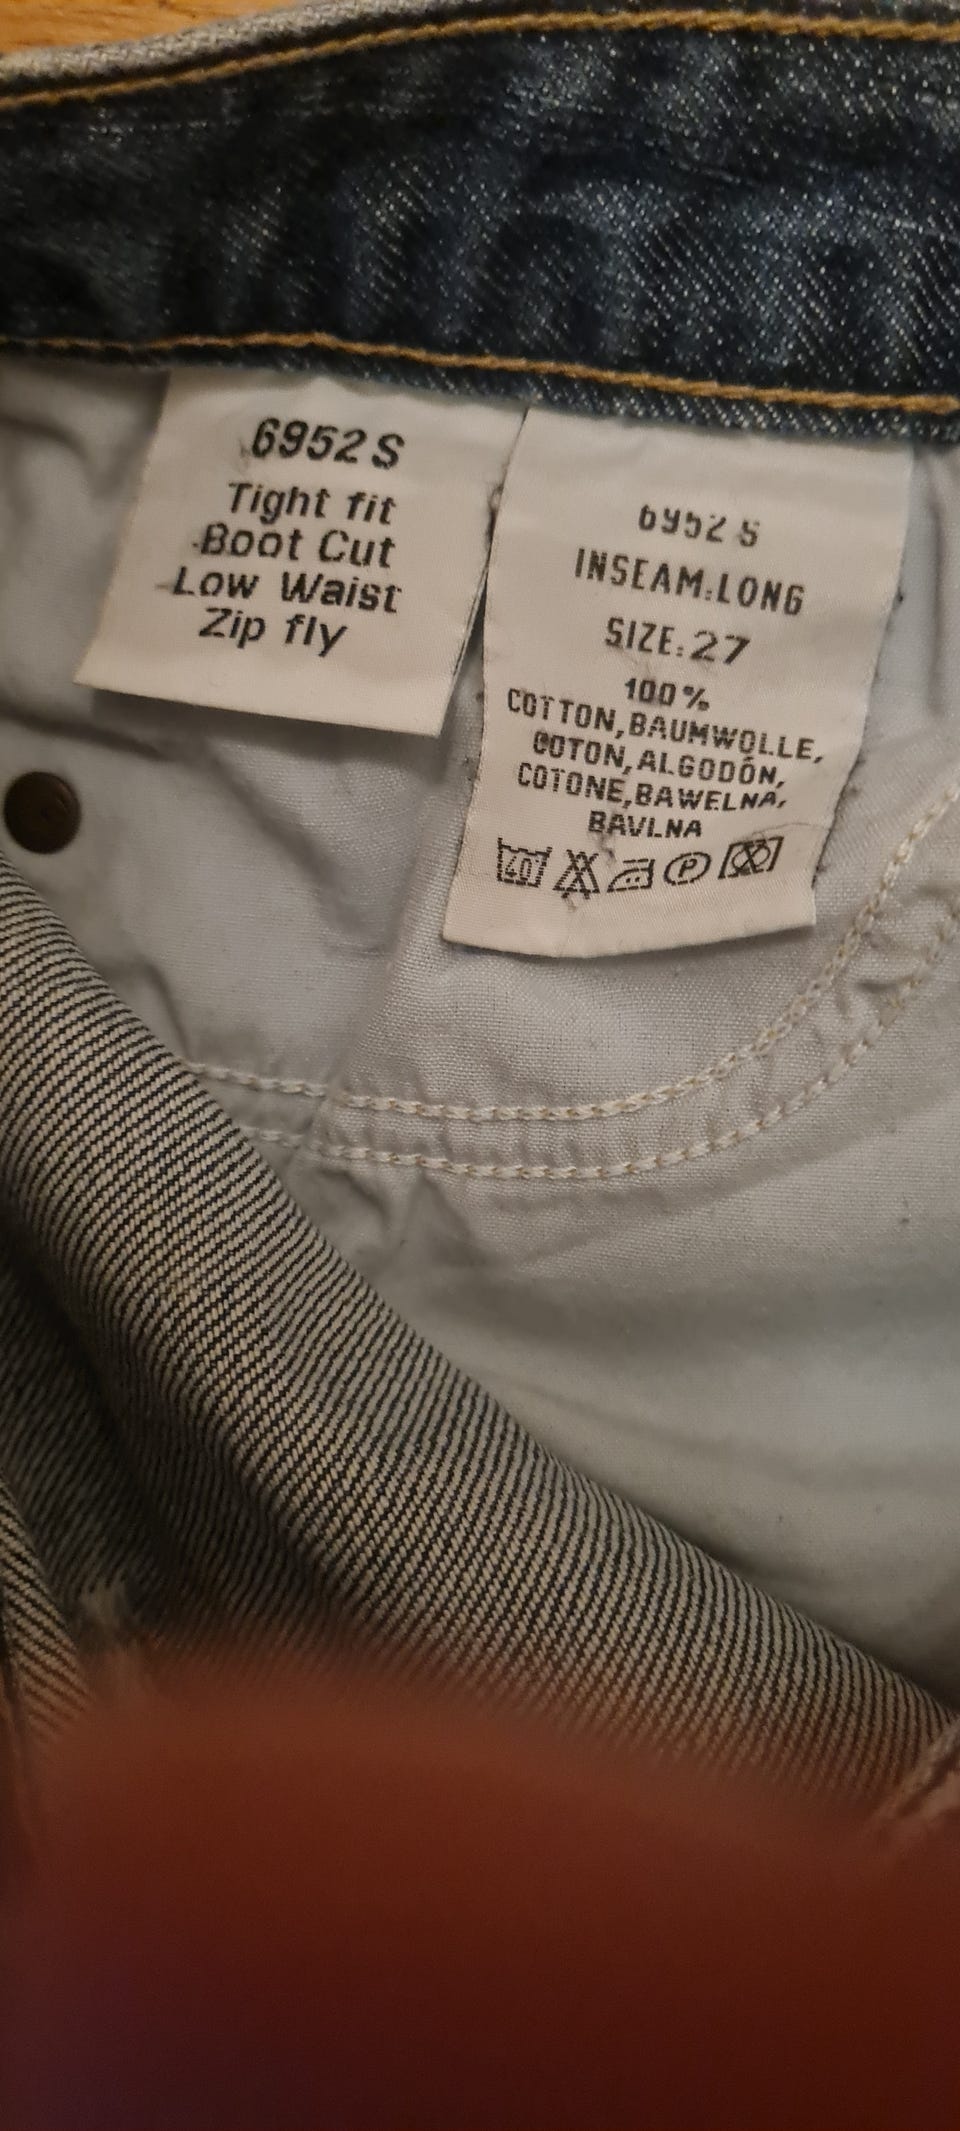 6952 S
Tight fit
Boot Cut
Low Waist
Zip fly
6952 S
INSEAM:LONG
SIZE:27
100%
COTTON,BAUMWOLLE,
COTON,ALGODÓN,
COTONE,BAWELNA,
BAVLNA
40 P